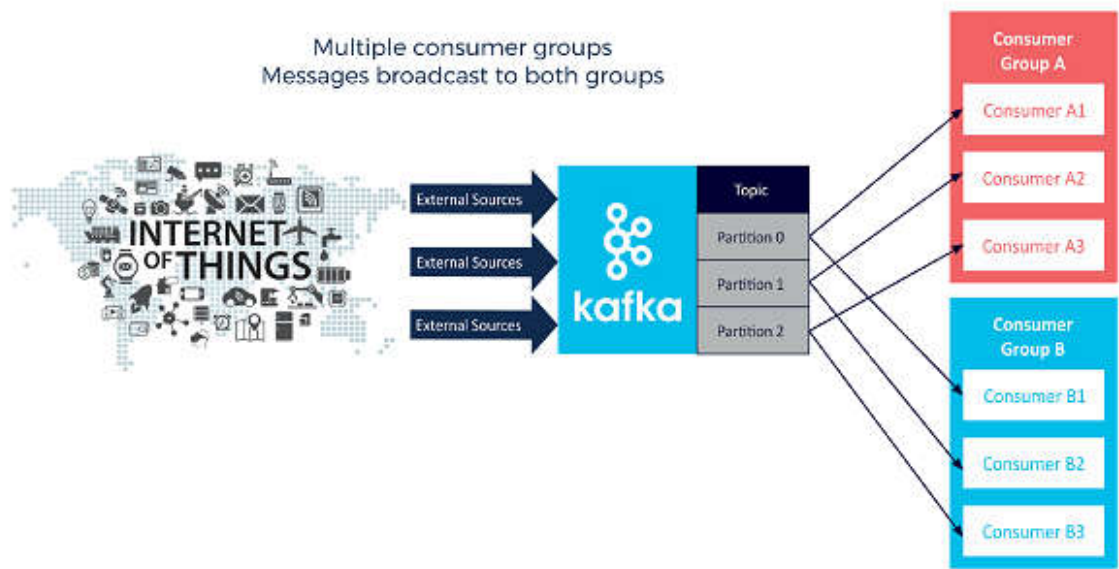 Multiple consumer groups
Messages broadcast to both groups
INTERNET
OF THINGS
External Sources
External Sources
External Sources
kafka
Topic
Partition 0
Partition 1
Partition 2
Consumer
Group A
Consumer A1
Consumer A2
Consumer A3
Consumer
Group B
Consumer B1
Consumer B2
Consumer B3